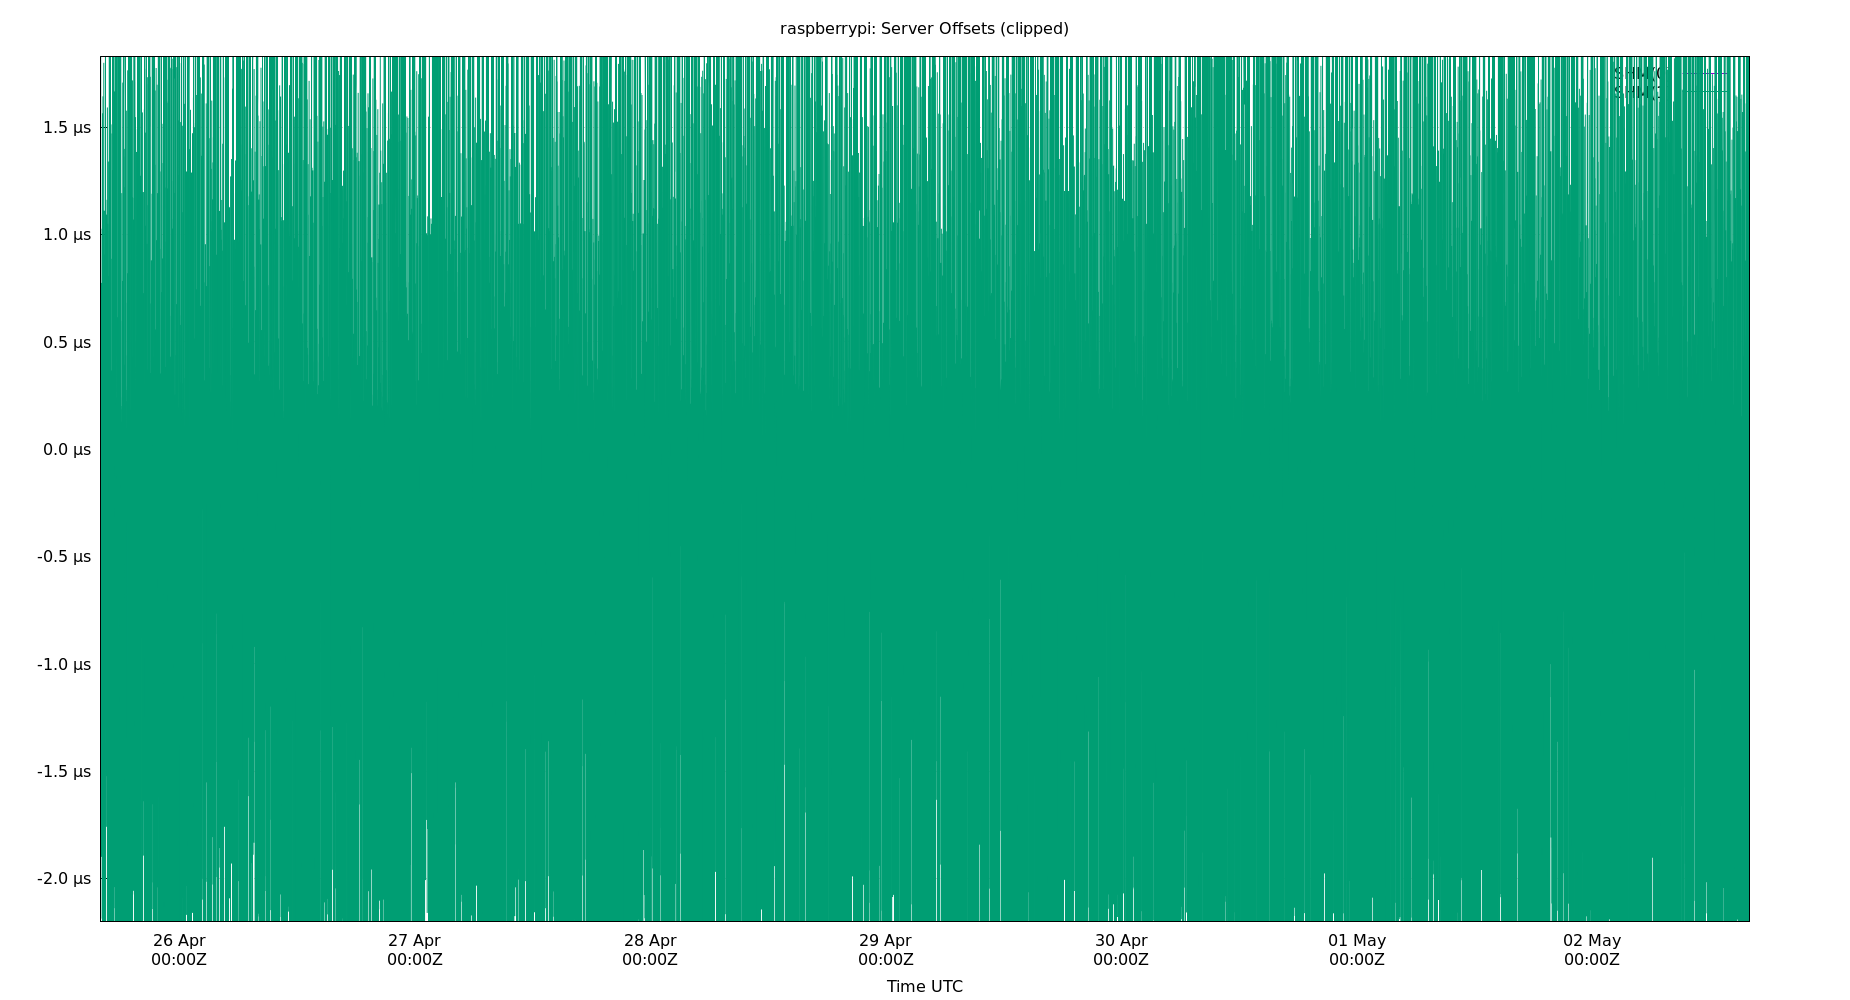 raspberrypi: Server Offsets (clipped)
1.5 µs
1.0 µs
0.5 µs
0.0 µs
-0.5 µs
-1.0 µs
-1.5 µs
-2.0 µs
26 Apr 27 Apr 28 Apr 29 Apr 30 Apr 01 May 02 May
00:00Z 00:00Z 00:00Z 00:00Z 00:00Z 00:00Z 00:00Z
Time UTC